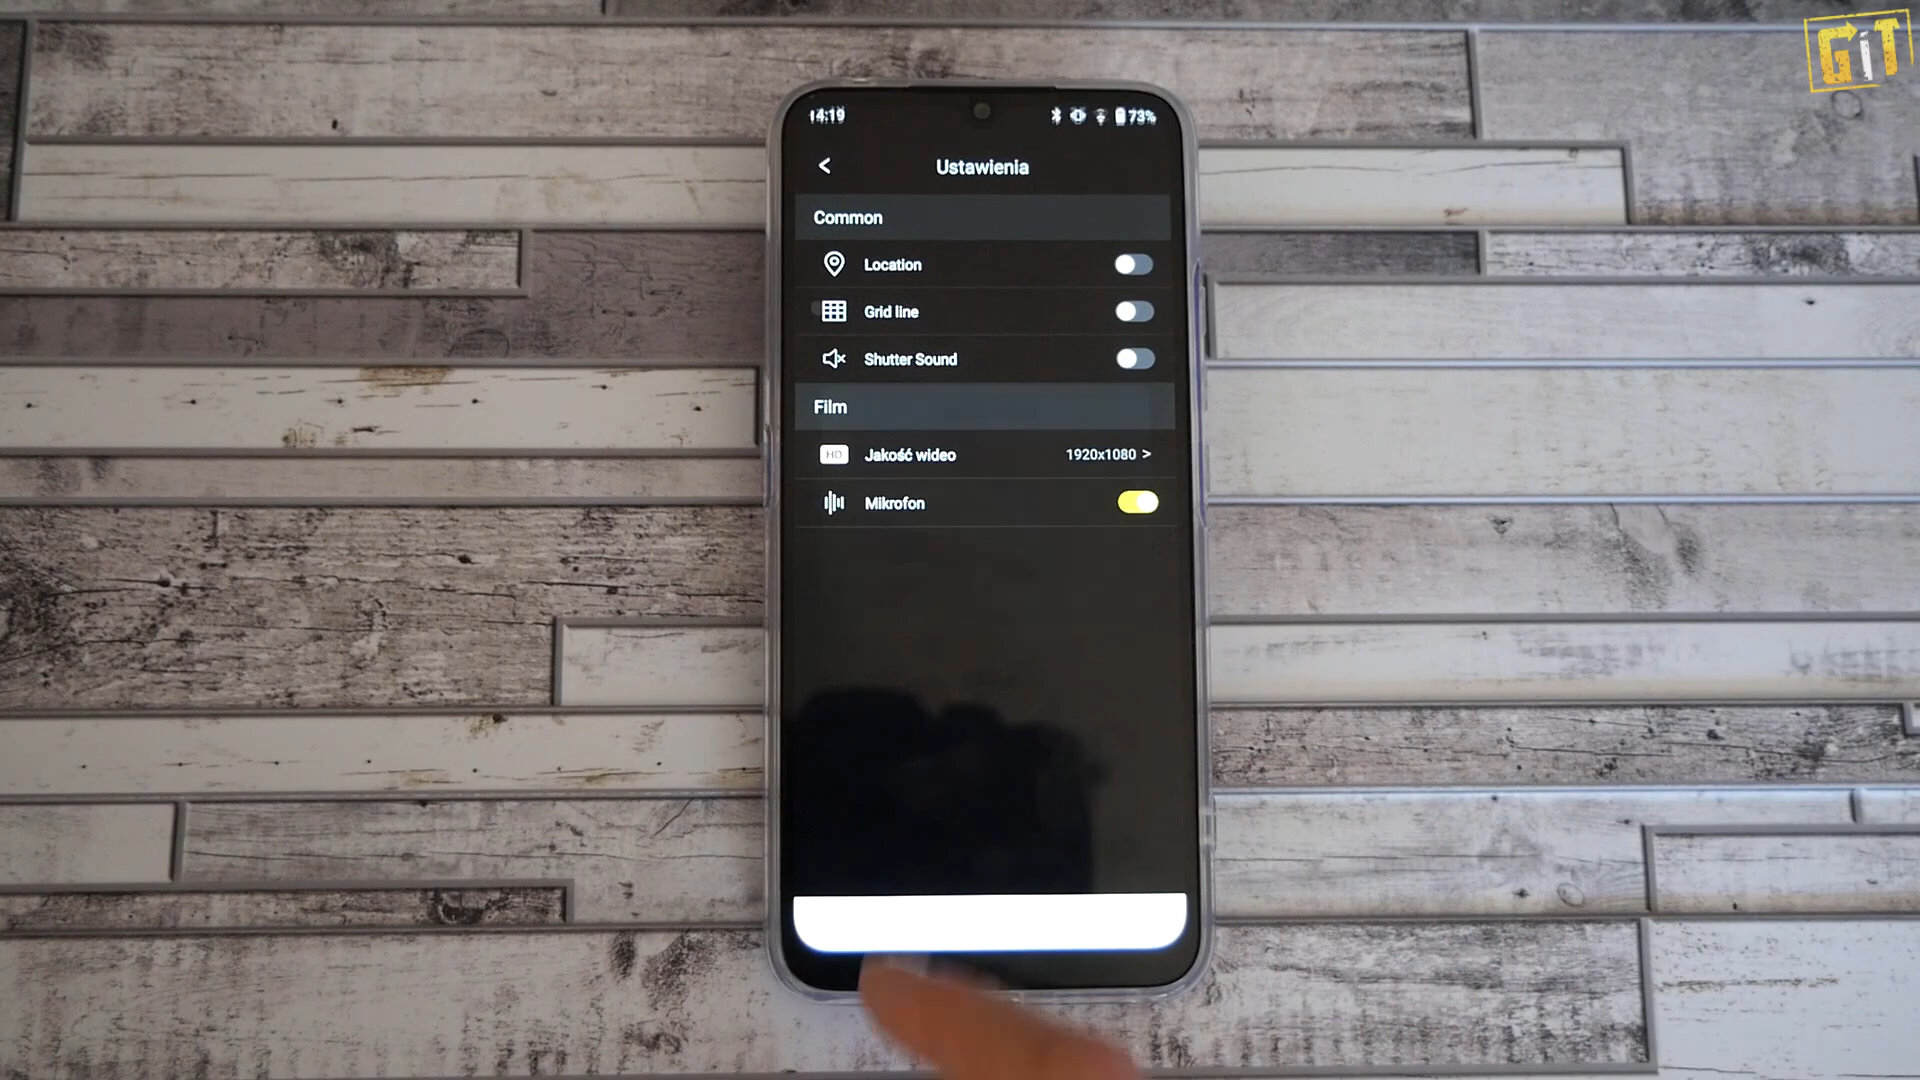 GiT
14:19
73%
<
Ustawienia
Common
Location
Grid line
Shutter Sound
Film
HD Jakość wideo 1920x1080 >
Mikrofon